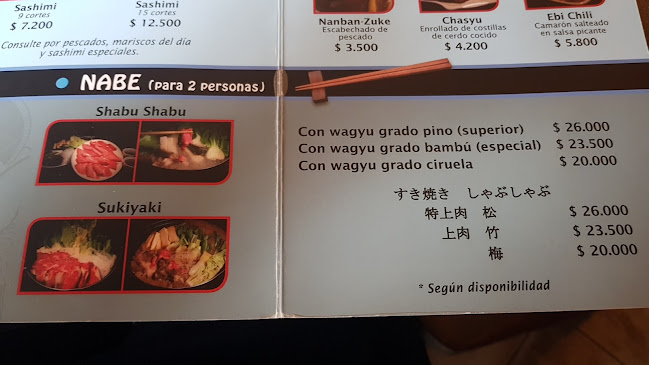 Sashimi
9 cortes
$ 7.200
Sashimi
15 cortes
$ 12.500
Consulte por pescados, mariscos del día
y sashimi especiales.
Nanban-Zuke
Escabechado de
pescado
$ 3.500
Chasyu
Enrollado de costillas
de cerdo cocido
$ 4.200
Ebi Chili
Camarón salteado
en salsa picante
$ 5.800
NABE (para 2 personas)
Shabu Shabu
Sukiyaki
Con wagyu grado pino (superior) $ 26.000
Con wagyu grado bambú (especial) $ 23.500
Con wagyu grado ciruela $ 20.000
すき焼き しゃぶしゃぶ
特上肉 松 $ 26.000
上肉 竹 $ 23.500
梅 $ 20.000
* Según disponibilidad